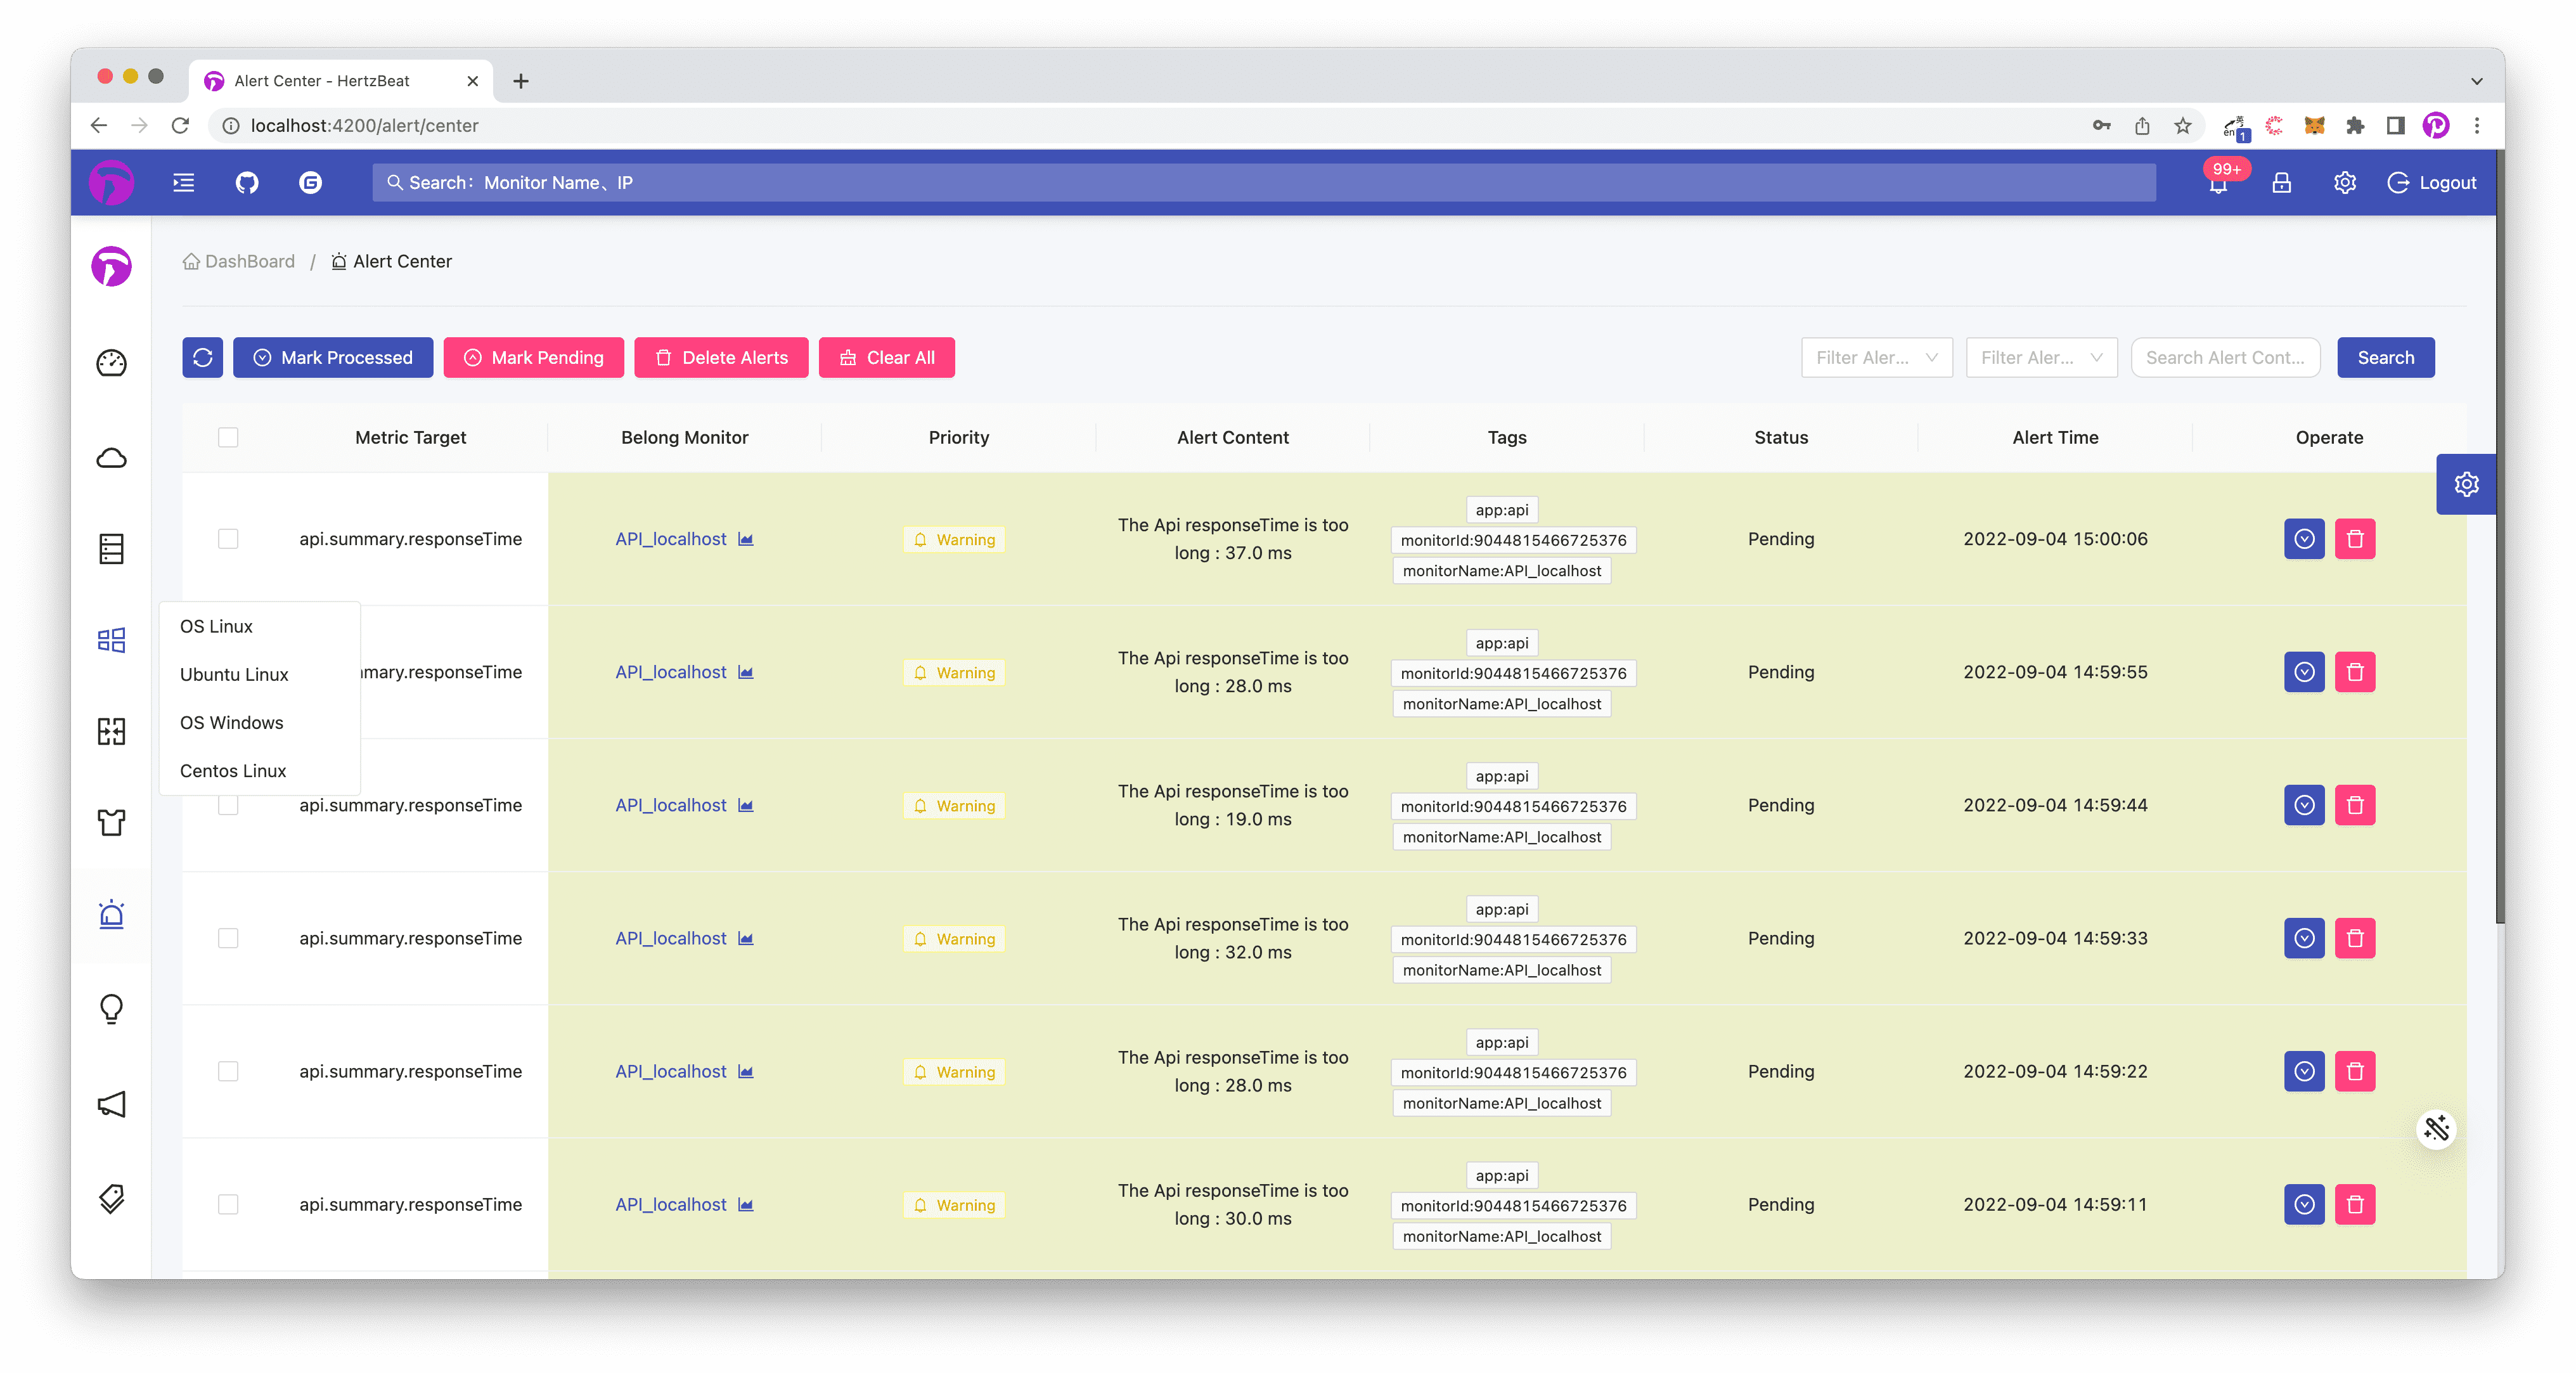 Alert Center - HertzBeat
localhost:4200/alert/center
英
en
1
Search: Monitor Name、IP
99+
Logout
DashBoard / Alert Center
Mark Processed
Mark Pending
Delete Alerts
Clear All
Filter Aler...
Filter Aler...
Search Alert Cont...
Search
Metric Target
Belong Monitor
Priority
Alert Content
Tags
Status
Alert Time
Operate
api.summary.responseTime
API_localhost
Warning
The Api responseTime is too
long : 37.0 ms
app:api
monitorId:9044815466725376
monitorName:API_localhost
Pending
2022-09-04 15:00:06
OS Linux
Ubuntu Linux
OS Windows
Centos Linux
mary.responseTime
API_localhost
Warning
The Api responseTime is too
long : 28.0 ms
app:api
monitorId:9044815466725376
monitorName:API_localhost
Pending
2022-09-04 14:59:55
api.summary.responseTime
API_localhost
Warning
The Api responseTime is too
long : 19.0 ms
app:api
monitorId:9044815466725376
monitorName:API_localhost
Pending
2022-09-04 14:59:44
api.summary.responseTime
API_localhost
Warning
The Api responseTime is too
long : 32.0 ms
app:api
monitorId:9044815466725376
monitorName:API_localhost
Pending
2022-09-04 14:59:33
api.summary.responseTime
API_localhost
Warning
The Api responseTime is too
long : 28.0 ms
app:api
monitorId:9044815466725376
monitorName:API_localhost
Pending
2022-09-04 14:59:22
api.summary.responseTime
API_localhost
Warning
The Api responseTime is too
long : 30.0 ms
app:api
monitorId:9044815466725376
monitorName:API_localhost
Pending
2022-09-04 14:59:11